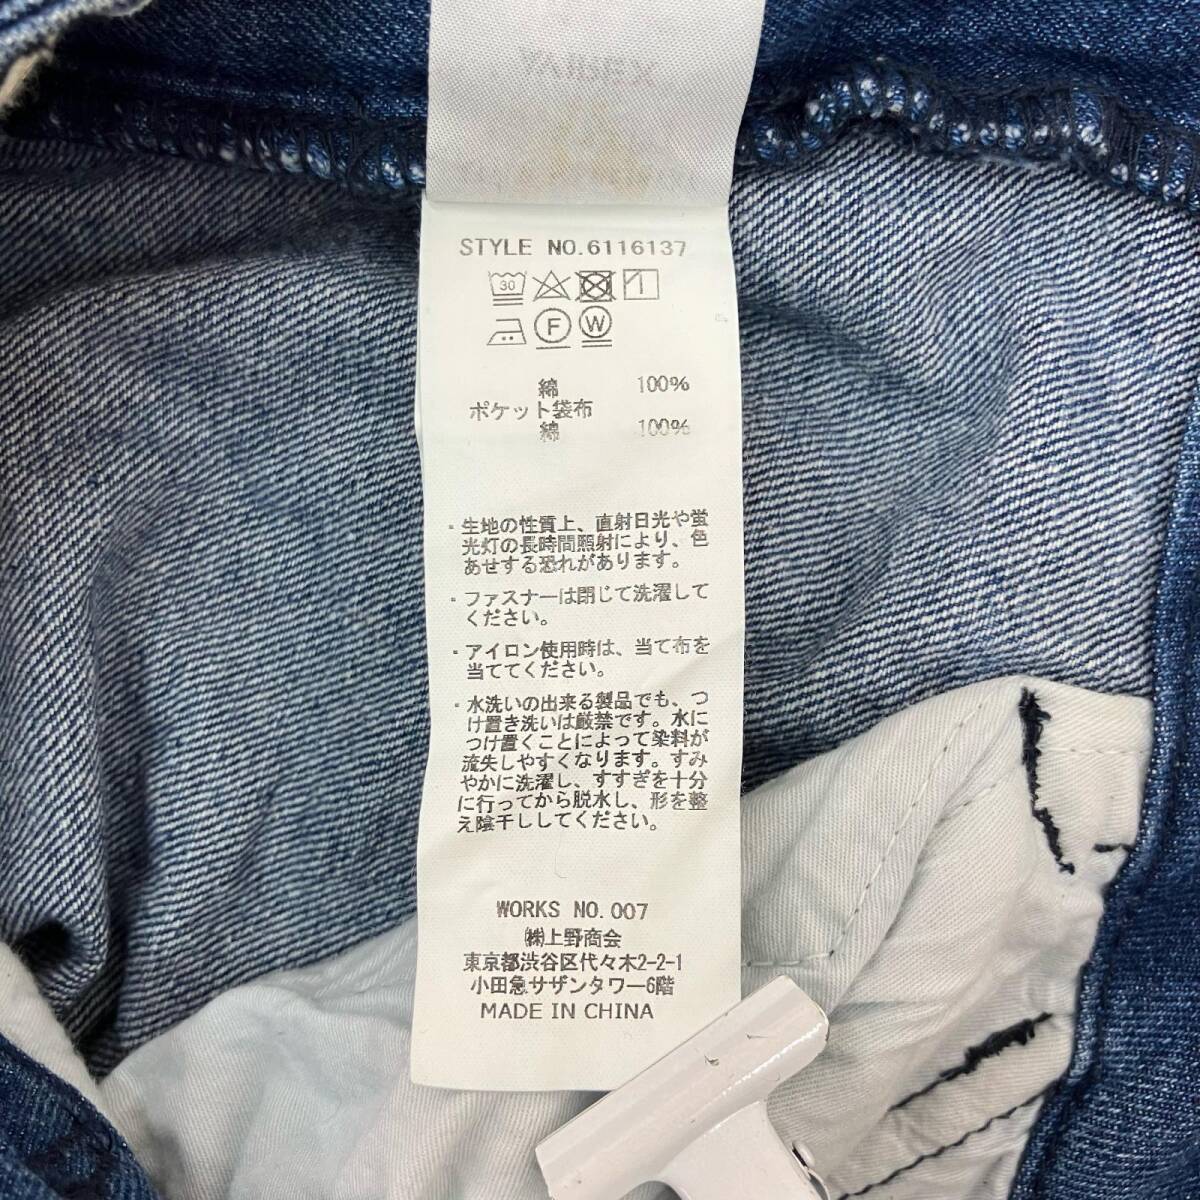 STYLE NO.6116137
30
F W
綿 100%
ポケット袋布
綿 100%
・生地の性質上、直射日光や蛍
光灯の長時間照射により、色
あせする恐れがあります。
・ファスナーは閉じて洗濯して
ください。
・アイロン使用時は、当て布を
当ててください。
・水洗いの出来る製品でも、つ
け置き洗いは厳禁です。水に
つけ置くことによって染料が
流失しやすくなります。すみ
やかに洗濯し、すすぎを十分
に行ってから脱水し、形を整
え陰干ししてください。
WORKS NO.007
㈱上野商会
東京都渋谷区代々木2-2-1
小田急サザンタワー6階
MADE IN CHINA